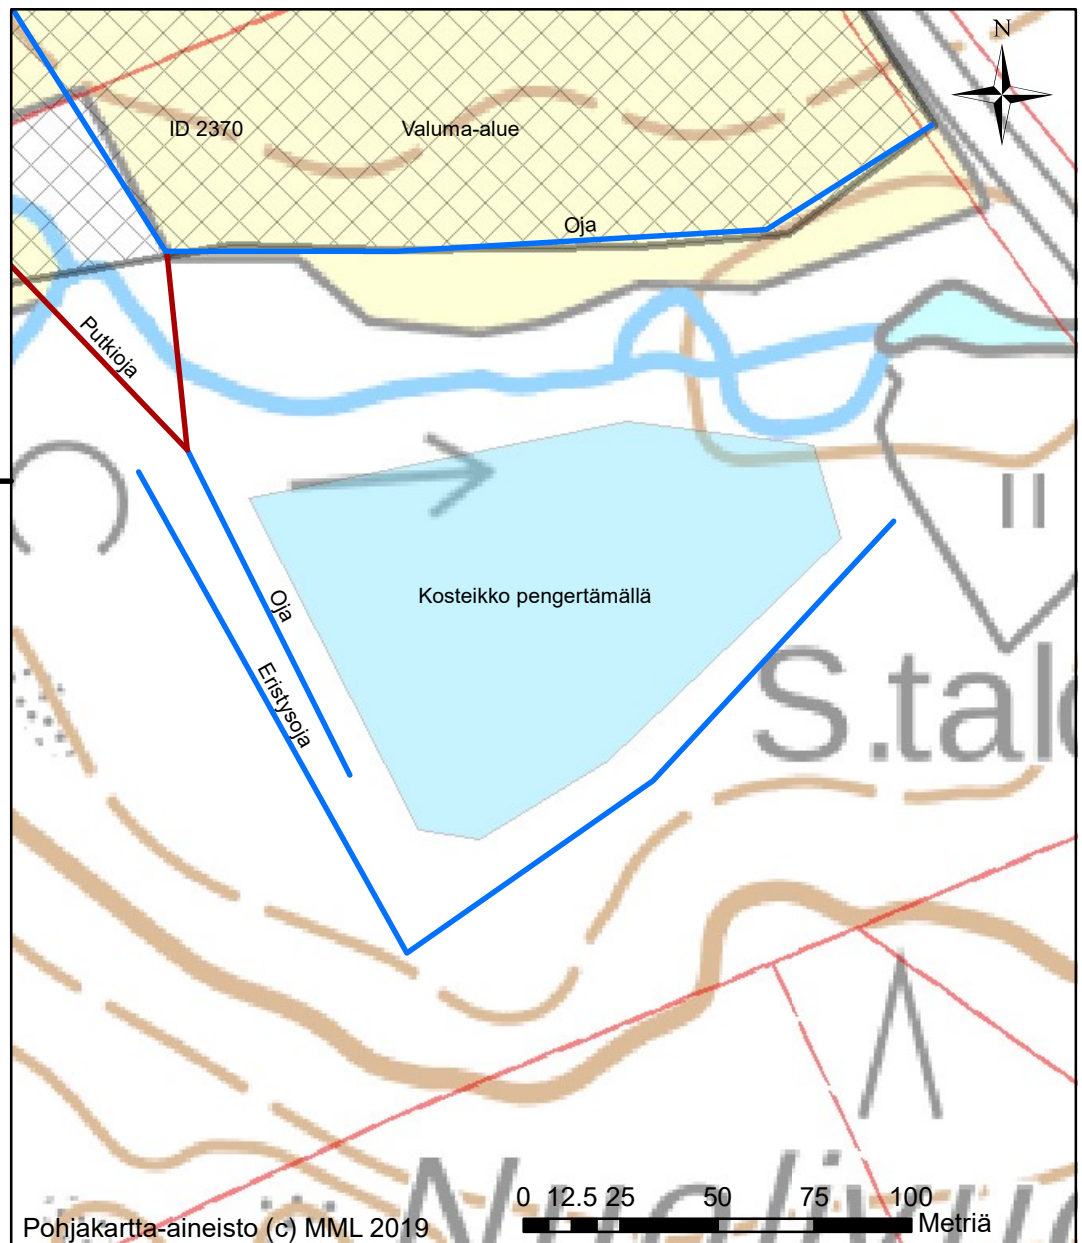 N
ID 2370
Valuma-alue
Oja
Putkioja
Kosteikko pengertämällä
Oja
Eristysoja
0 12.5 25 50 75 100
Metriä
Pohjakartta-aineisto (c) MML 2019